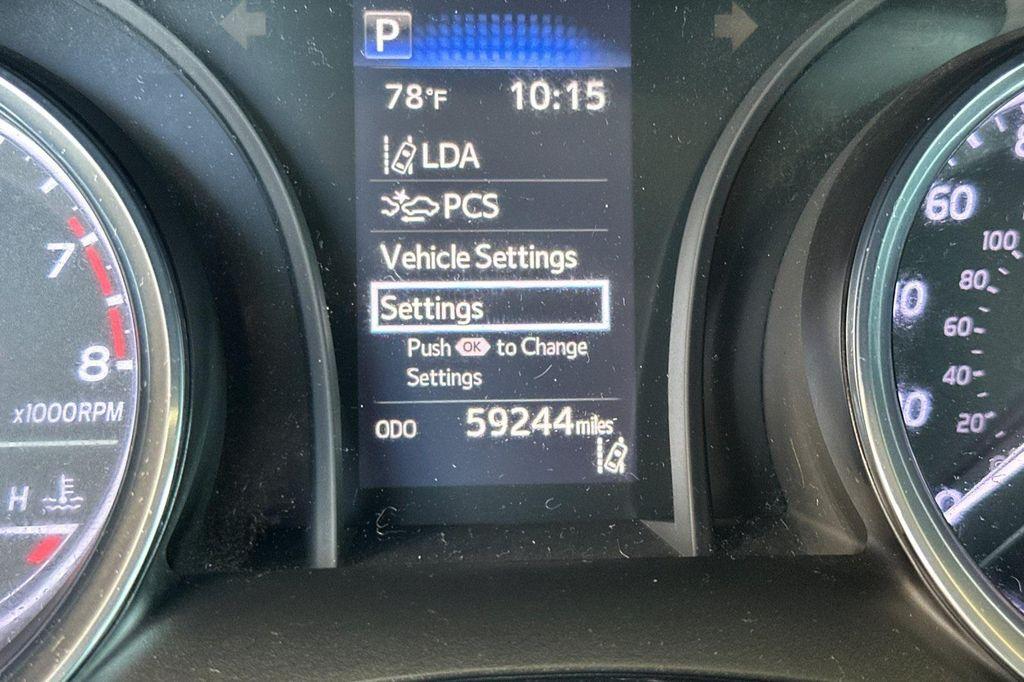 P
78°F 10:15
LDA
PCS
Vehicle Settings
Settings
Push OK to Change
Settings
ODO 59244 miles
7
8
x1000RPM
H
60
100
80
60
40
20